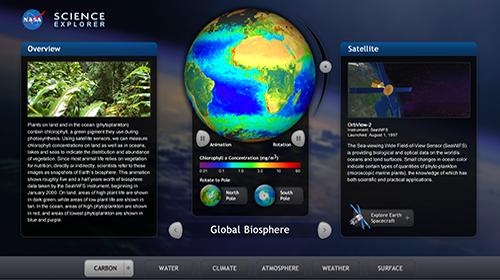 NASA
SCIENCE
EXPLORER
Overview
Plants on land and in the ocean (phytoplankton)
contain chlorophyll, a green pigment they use during
photosynthesis. Using satellite sensors, we can measure
chlorophyll concentrations on land as well as in oceans,
lakes and seas to indicate the distribution and abundance
of vegetation. Since most animal life relies on vegetation
for nutrition, directly or indirectly, scientists refer to these
images as snapshots of Earth's biosphere. This animation
shows roughly five and a half years worth of biosphere
data taken by the SeaWiFS instrument, beginning in
January 2000. On land, areas of high plant life are shown
in dark green, while areas of low plant life are shown in
tan. In the ocean, areas of high phytoplankton are shown
in red, and areas of lowest phytoplankton are shown in
blue and purple.
Animation
Rotation
Chlorophyll a Concentration (mg/m3)
Rotate to Pole
North
Pole
South
Pole
Global Biosphere
Satellite
OrbView-2
Instrument: SeaWiFS
Launched: August 1, 1997
The Sea-viewing Wide Field-of-View Sensor (SeaWiFS)
is providing biological and optical data on the world's
oceans and land surfaces. Small changes in ocean color
indicate certain types of quantities of phyto-plankton
(microscopic marine plants), the knowledge of which has
both scientific and practical applications.
Explore Earth
Spacecraft
CARBON +
WATER
CLIMATE
ATMOSPHERE
WEATHER
SURFACE